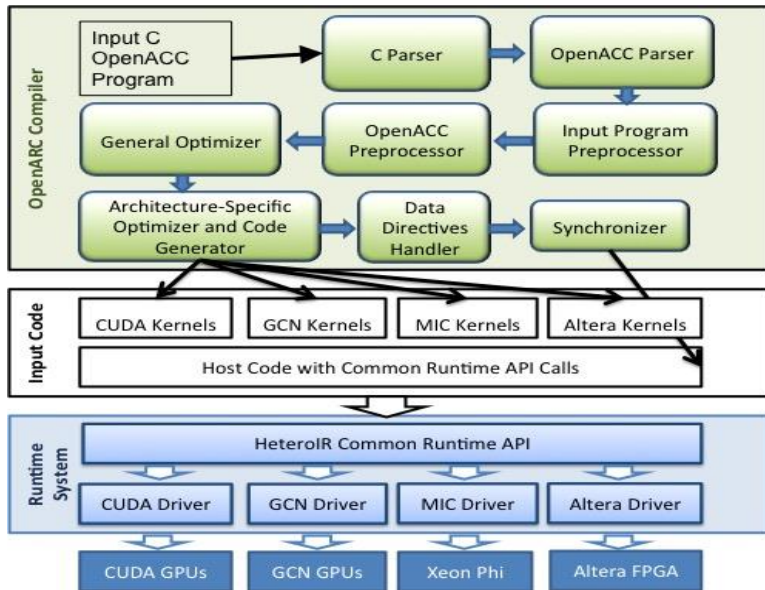 Input C
OpenACC
Program
C Parser
OpenACC Parser
General Optimizer
OpenACC
Preprocessor
Input Program
Preprocessor
Architecture-Specific
Optimizer and Code
Generator
Data
Directives
Handler
Synchronizer
OpenARC Compiler
CUDA Kernels
GCN Kernels
MIC Kernels
Altera Kernels
Host Code with Common Runtime API Calls
Input Code
HeteroIR Common Runtime API
CUDA Driver
GCN Driver
MIC Driver
Altera Driver
Runtime
System
CUDA GPUs
GCN GPUs
Xeon Phi
Altera FPGA